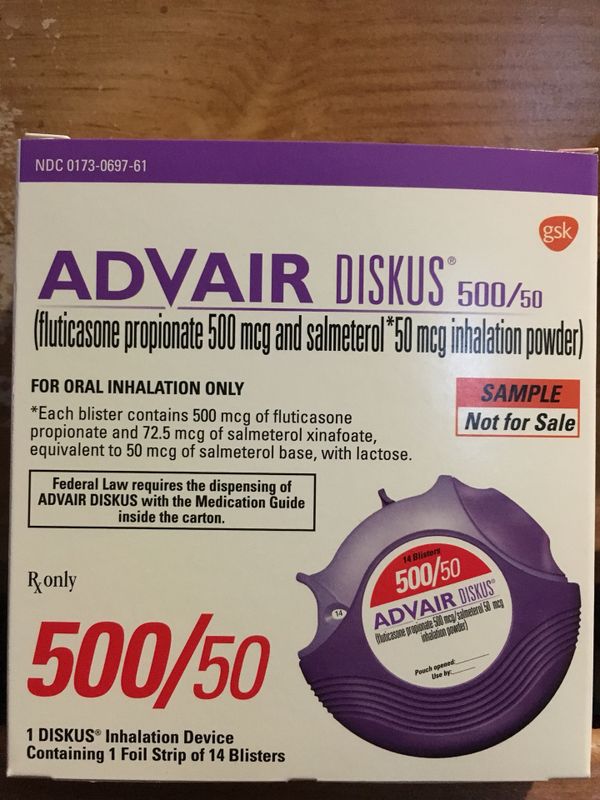 NDC 0173-0697-61
gsk
ADVAIR DISKUS® 500/50
(fluticasone propionate 500 mcg and salmeterol*50 mcg inhalation powder)
FOR ORAL INHALATION ONLY
*Each blister contains 500 mcg of fluticasone
propionate and 72.5 mcg of salmeterol xinafoate,
equivalent to 50 mcg of salmeterol base, with lactose.
SAMPLE
Not for Sale
Federal Law requires the dispensing of
ADVAIR DISKUS with the Medication Guide
inside the carton.
Rx only
500/50
1 DISKUS® Inhalation Device
Containing 1 Foil Strip of 14 Blisters
14 Blisters
500/50
ADVAIR DISKUS®
(fluticasone propionate 500 mcg/salmeterol 50 mcg
inhalation powder)
Pouch opened:
Use by:
14